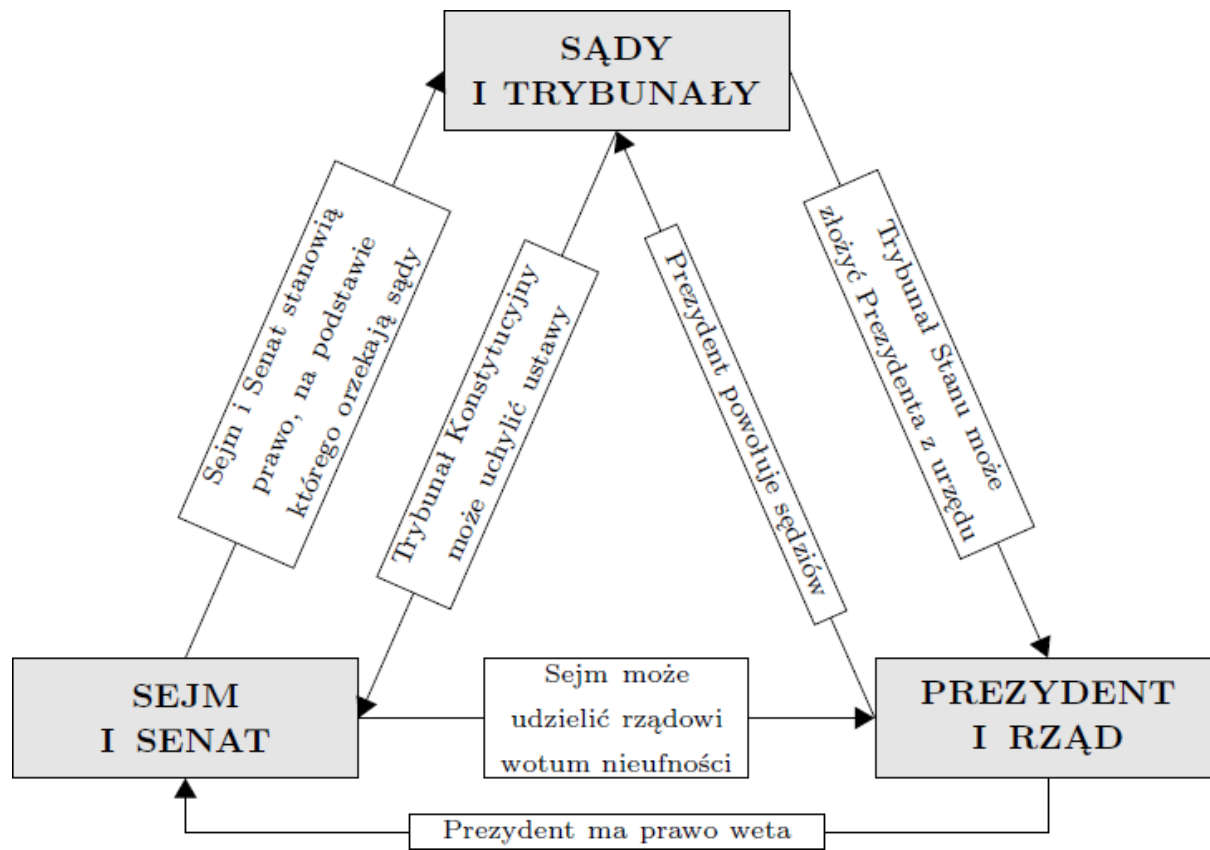 SĄDY
I TRYBUNAŁY
Sejm i Senat stanowią
prawo, na podstawie
którego orzekają sądy
Trybunał Konstytucyjny
może uchylić ustawy
Prezydent powołuje sędziów
Trybunał Stanu może
złożyć Prezydenta z urzędu
SEJM
I SENAT
Sejm może
udzielić rządowi
wotum nieufności
PREZYDENT
I RZĄD
Prezydent ma prawo weta